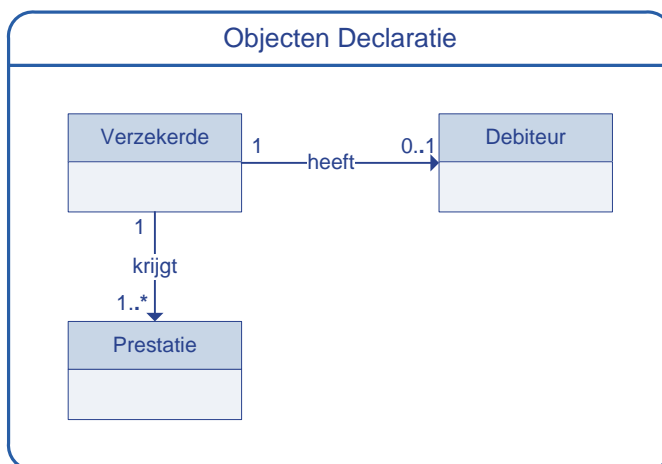 Objecten Declaratie
Verzekerde
1
heeft
0..1
Debiteur
1
krijgt
1..*
Prestatie